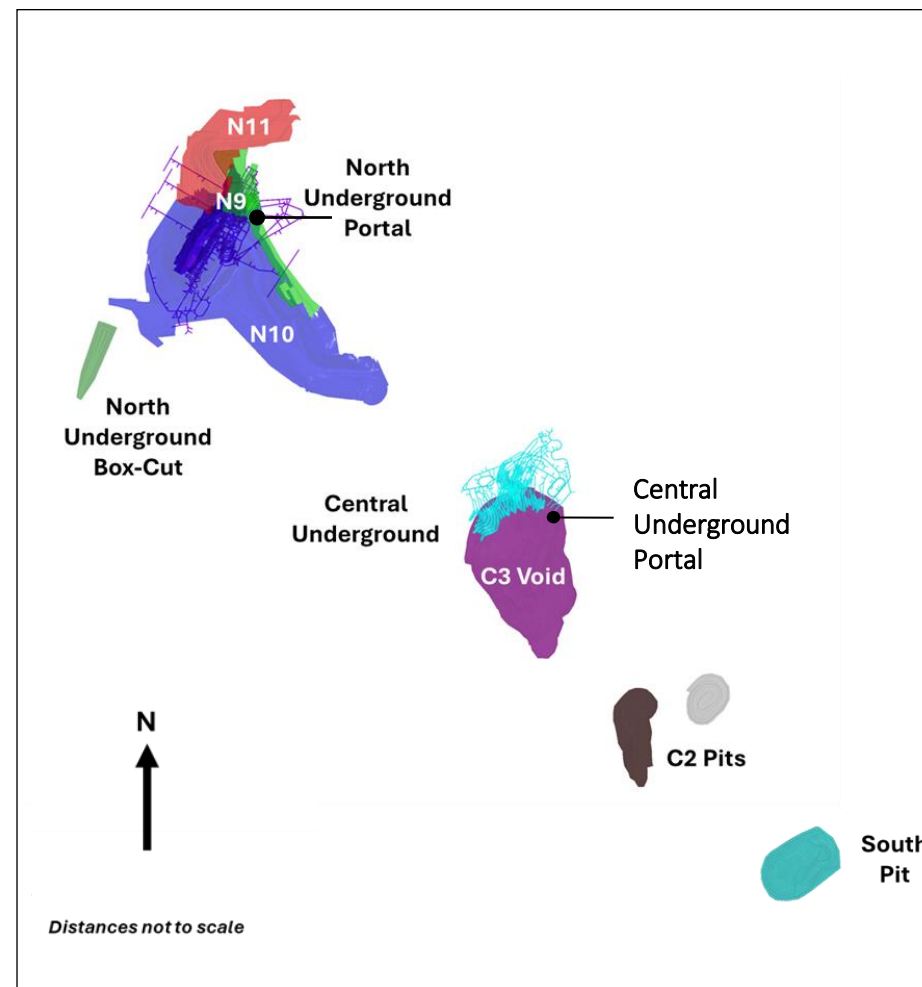 N11
North
Underground
Portal
N9
N10
North
Underground
Box-Cut
Central
Underground
Central
Underground
Portal
C3 Void
C2 Pits
South
Pit
N
Distances not to scale